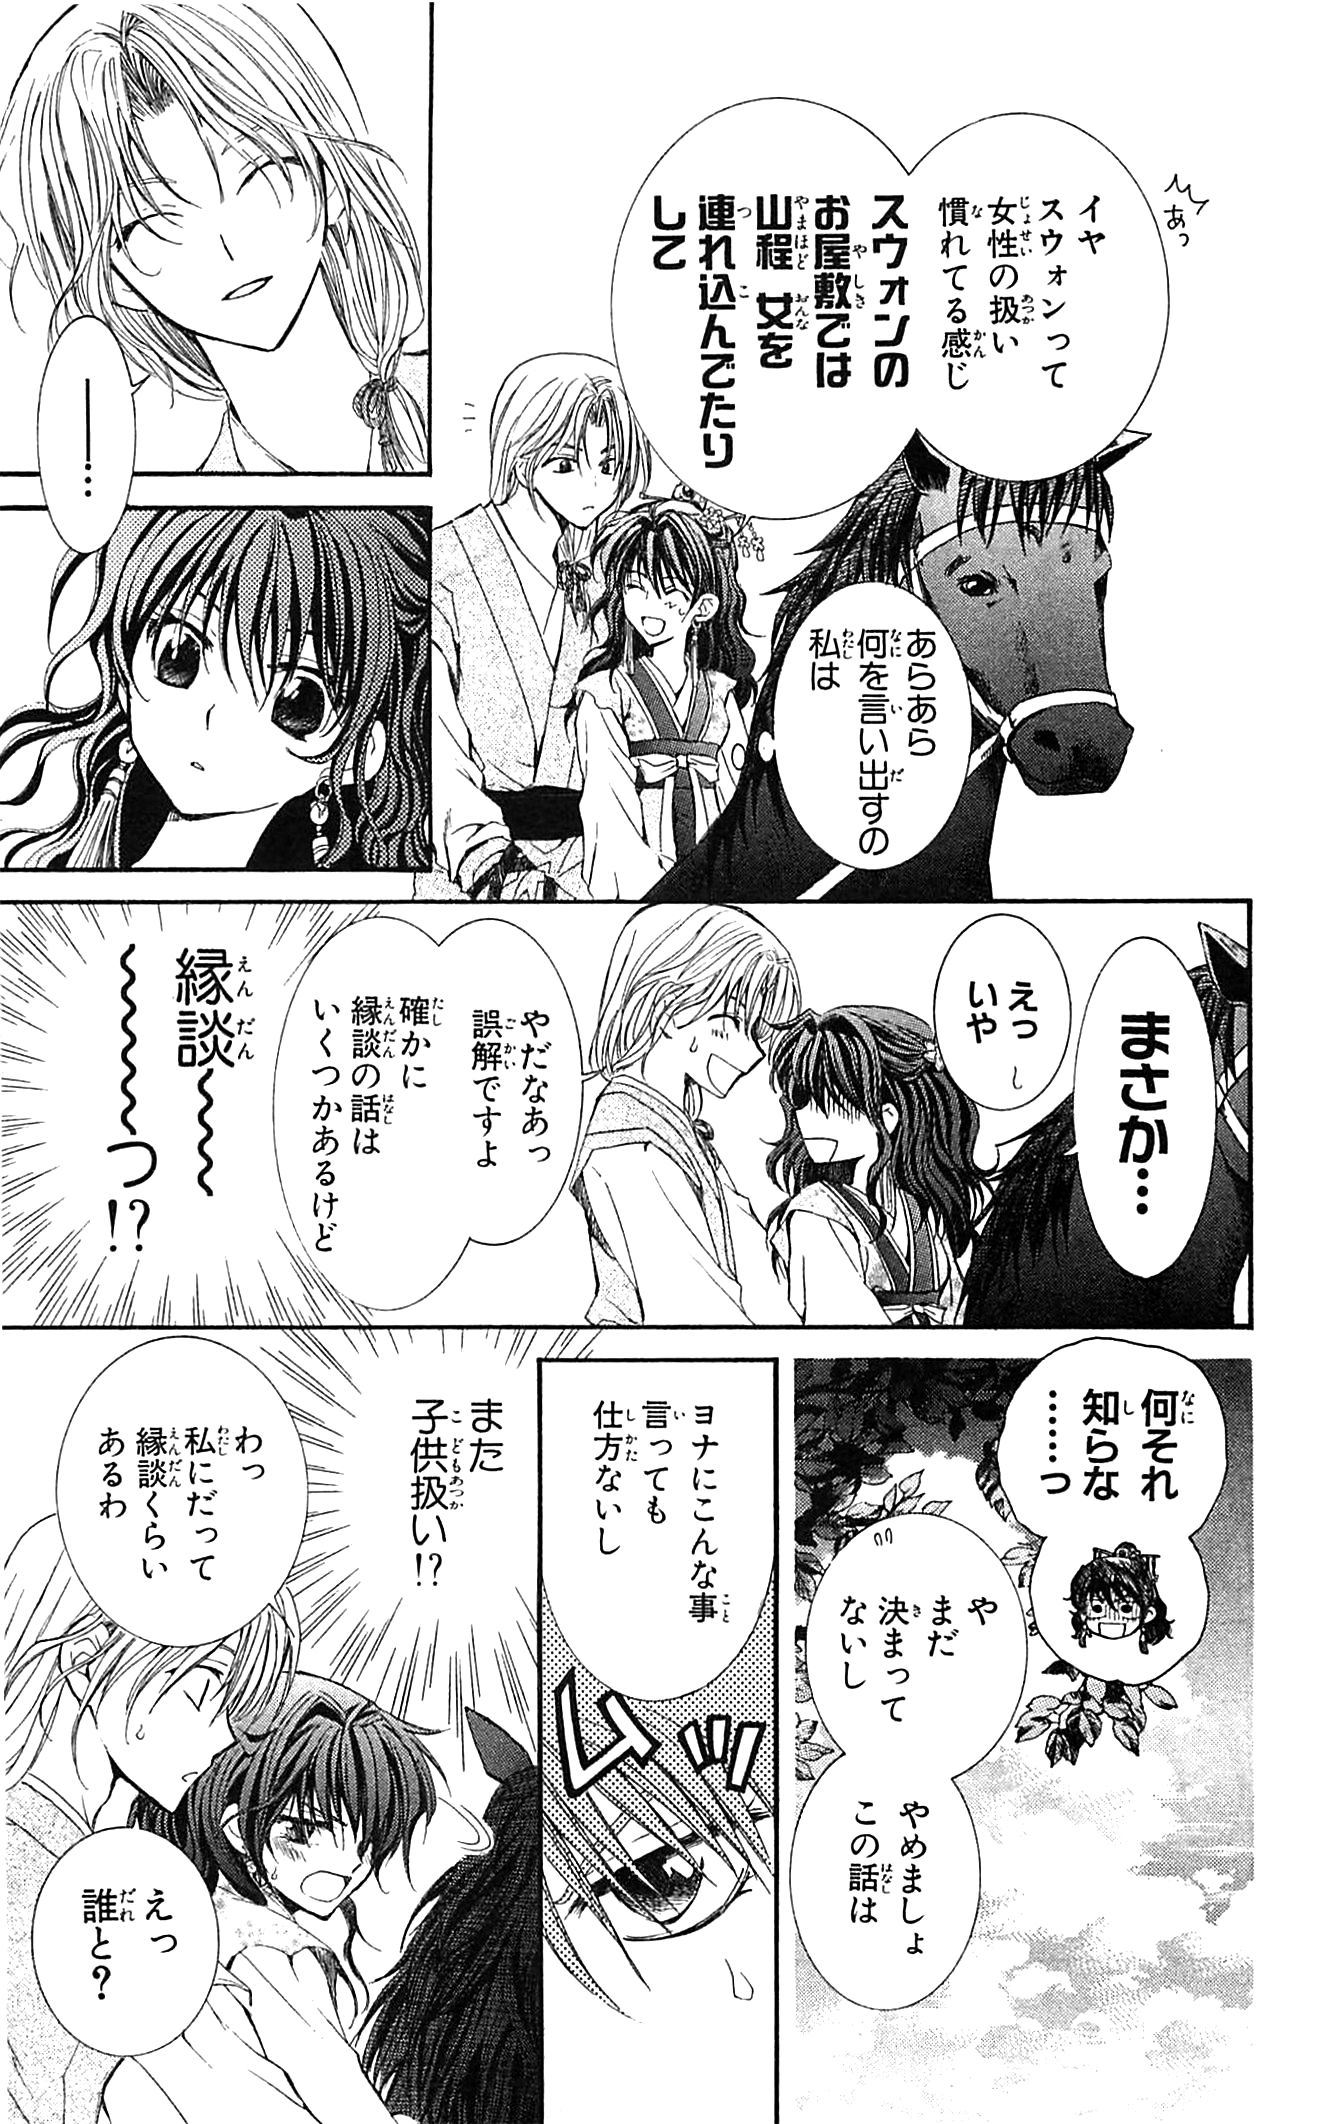 あっ
イヤ
スウォンって
女性の扱い
慣れてる感じ
スウォンの
お屋敷では
山程 女を
連れ込んでたり
して
あらあら
何を言い出すの
私は
―…
まさか…
えっ
いや
やだなあっ
誤解ですよ
確かに
縁談の話は
いくつかあるけど
縁談～～
～～～つ!?
何それ
知らな
……っ
や
まだ
決まって
ないし
やめましょ
この話は
ヨナにこんな事
言っても
仕方ないし
ムッ
また
子供扱い!?
わっ
私にだって
縁談くらい
あるわ
えっ
誰と?